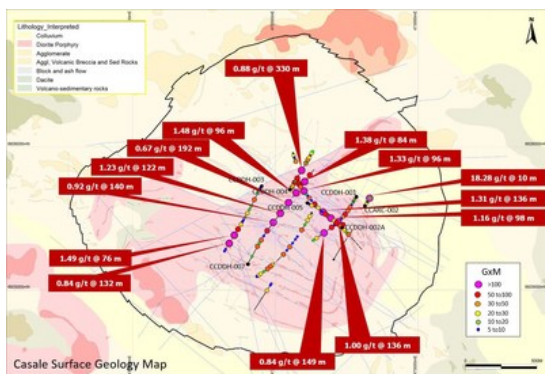 Lithology_Interpreted
Colluvium
Diorite Porphyry
Agglomerate
Aggl, Volcanic Breccia and Sed Rocks
Block and ash flow
Dacite
Volcano-sedimentary rocks
N
0.88 g/t @ 330 m
1.48 g/t @ 96 m
0.67 g/t @ 192 m
1.23 g/t @ 122 m
0.92 g/t @ 140 m
1.38 g/t @ 84 m
1.33 g/t @ 96 m
18.28 g/t @ 10 m
1.31 g/t @ 136 m
1.16 g/t @ 98 m
CCDDH-003
CCDDH-004
CCDDH-005
CCDDH-001
CCARC-002
CCDDH-002A
CCDDH-007
1.49 g/t @ 76 m
0.84 g/t @ 132 m
0.84 g/t @ 149 m
1.00 g/t @ 136 m
GxM
>100
50 to100
30 to50
20 to30
10 to20
5 to10
Casale Surface Geology Map